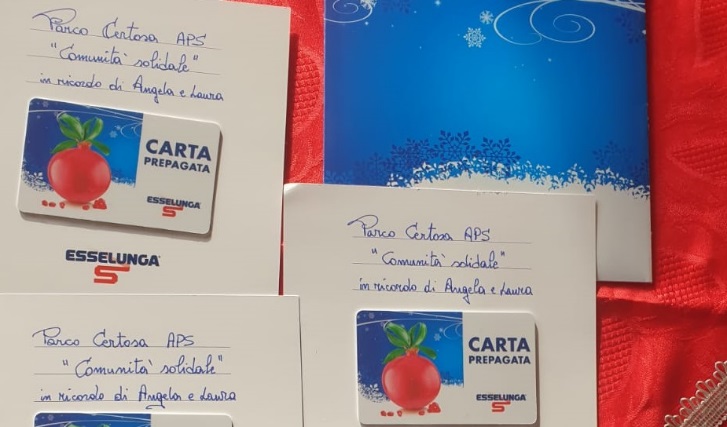 Parco Certosa APS
"Comunità solidale"
in ricordo di Angela e Laura
CARTA
PREPAGATA
ESSELUNGA
ESSELUNGA
Parco Certosa APS
"Comunità solidale"
in ricordo di Angela e Laura
CARTA
PREPAGATA
ESSELUNGA
Parco Certosa APS
"Comunità solidale"
in ricordo di Angela e Laura